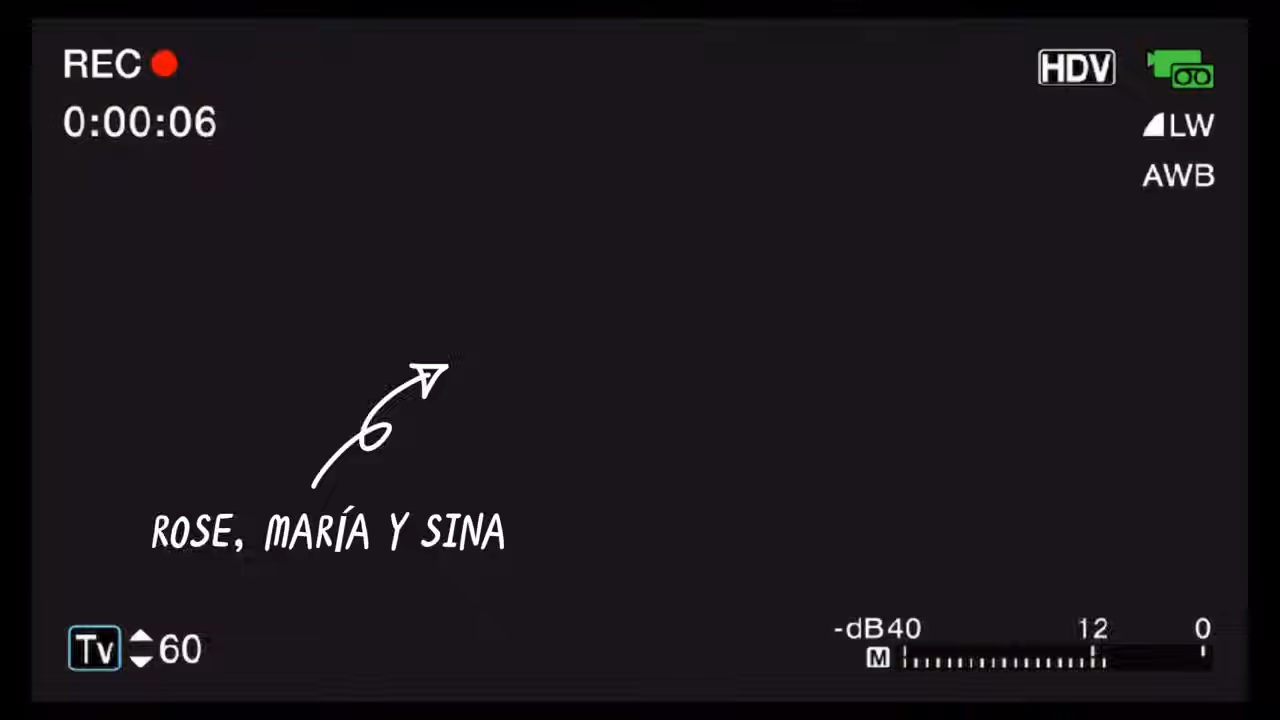 REC
HDV
0:00:06
LW
AWB
ROSE, MARÍA Y SINA
Tv 60
-dB40 12 0
M